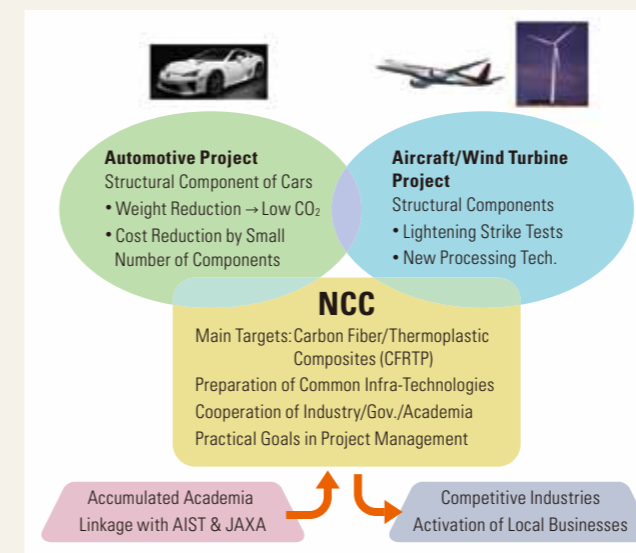 Automotive Project
Structural Component of Cars
• Weight Reduction → Low CO₂
• Cost Reduction by Small
Number of Components
Aircraft/Wind Turbine
Project
Structural Components
• Lightening Strike Tests
• New Processing Tech.
NCC
Main Targets: Carbon Fiber/Thermoplastic
Composites (CFRTP)
Preparation of Common Infra-Technologies
Cooperation of Industry/Gov./Academia
Practical Goals in Project Management
Accumulated Academia
Linkage with AIST & JAXA
Competitive Industries
Activation of Local Businesses